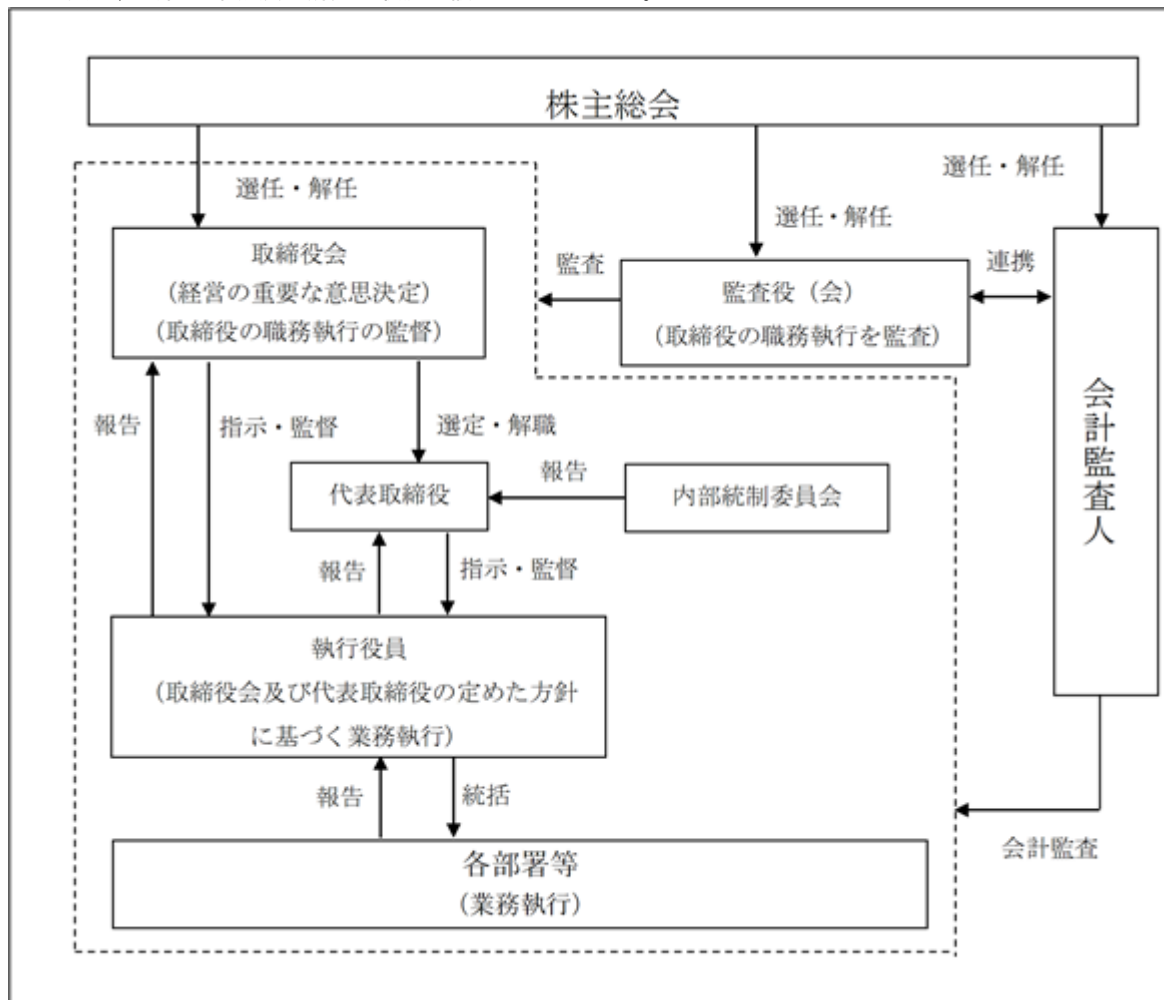 株主総会
選任・解任
選任・解任
選任・解任
取締役会
(経営の重要な意思決定)
(取締役の職務執行の監督)
監査
監査役（会）
(取締役の職務執行を監査)
連携
会計監査人
報告
指示・監督
選定・解職
代表取締役
報告
内部統制委員会
報告
指示・監督
執行役員
(取締役会及び代表取締役の定めた方針
に基づく業務執行)
報告
統括
会計監査
各部署等
(業務執行)